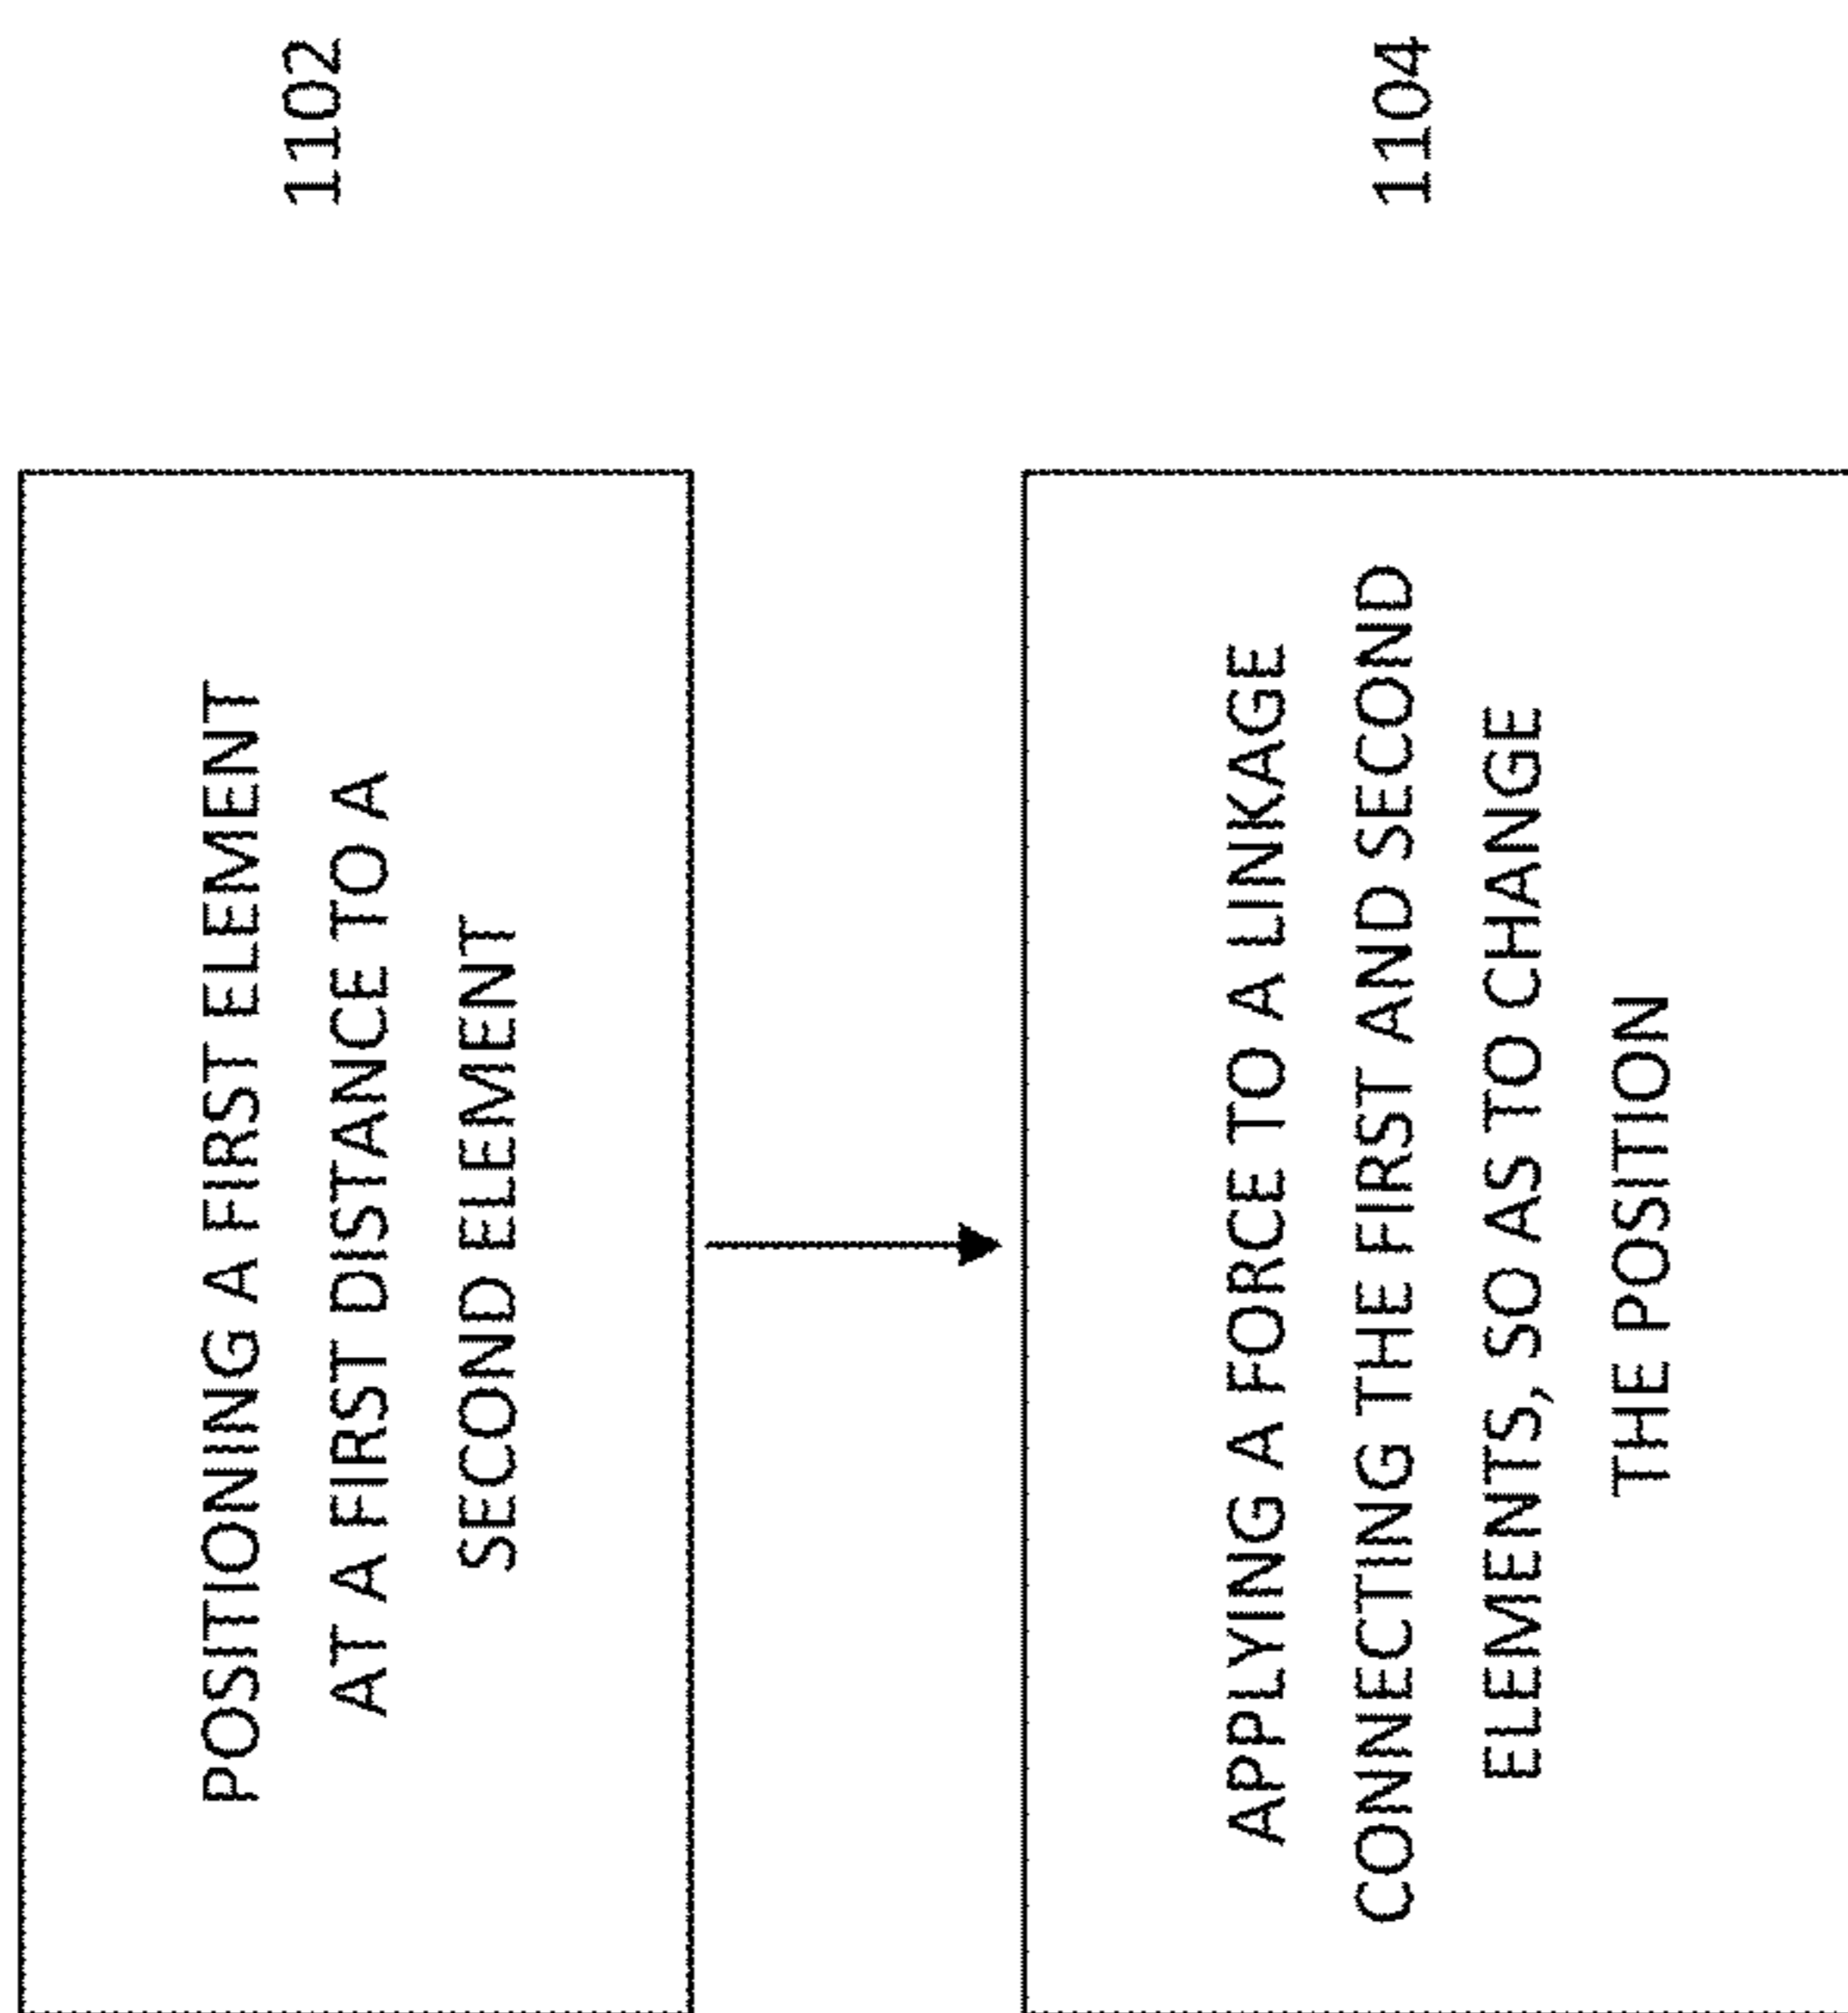 POSITIONING A FIRST ELEMENT
AT A FIRST DISTANCE TO A
SECOND ELEMENT
1102
APPLYING A FORCE TO A LINKAGE
CONNECTING THE FIRST AND SECOND
ELEMENTS, SO AS TO CHANGE
THE POSITION
1104